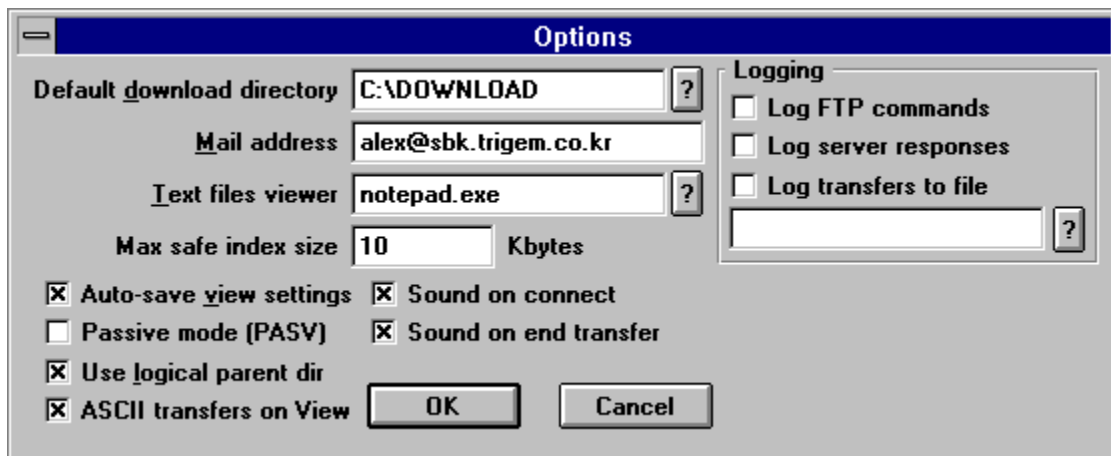 Options
Default download directory C:\DOWNLOAD ?
Mail address alex@sbk.trigem.co.kr
Text files viewer notepad.exe ?
Max safe index size 10 Kbytes
Logging
Log FTP commands
Log server responses
Log transfers to file
?
Auto-save view settings Sound on connect
Passive mode (PASV) Sound on end transfer
Use logical parent dir
ASCII transfers on View
OK Cancel